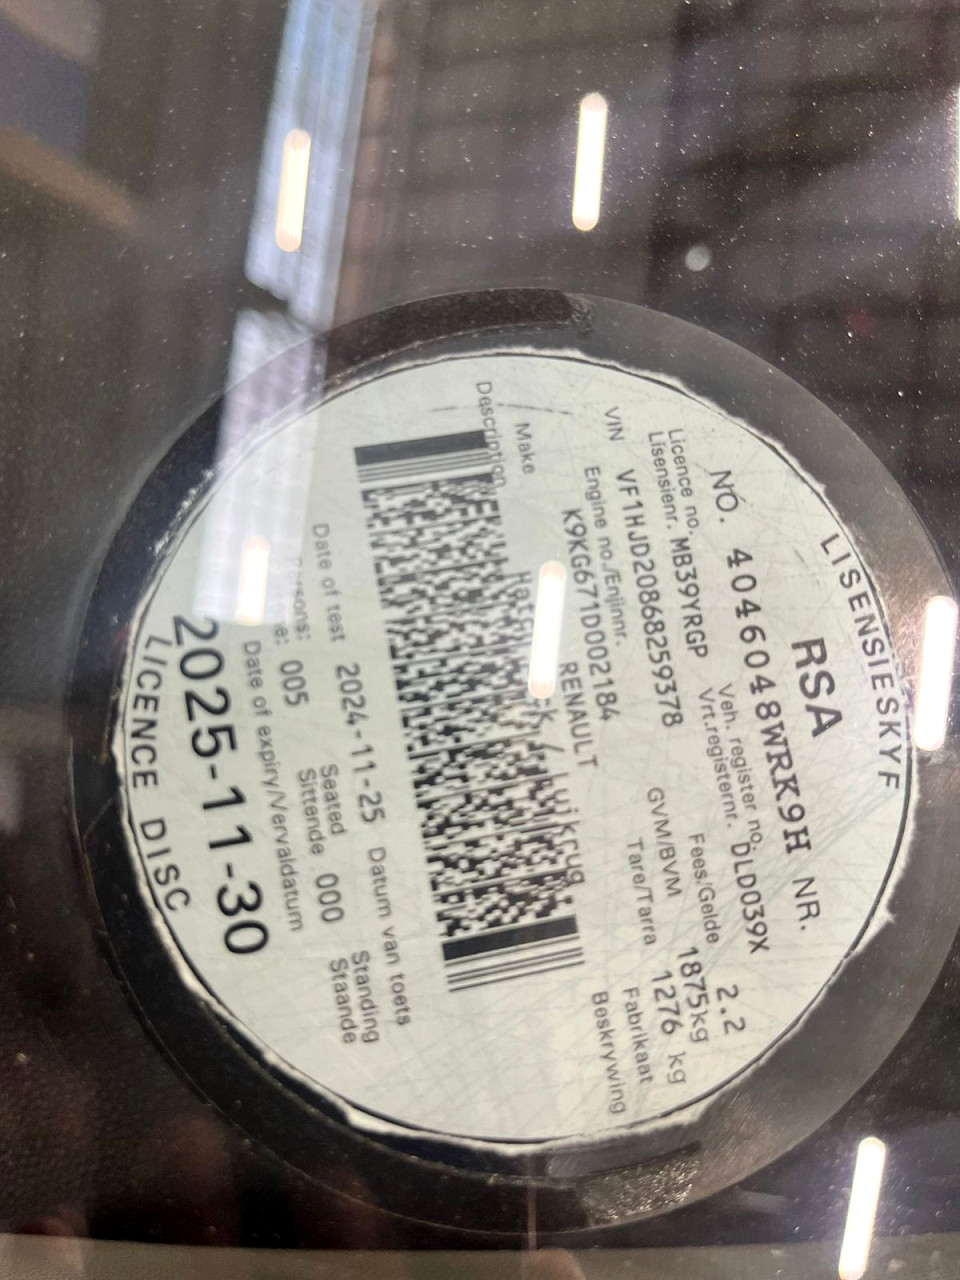 LISENSIESKYF
RSA
NO. 4046048WRK9H NR.
Licence no. Lisensienr. MB39YRGP Veh. register no. Vrt.registernr. DLD039X
Fees/Gelde 2.2
VIN VF1HJD20868259378 GVM/BVM 1875kg
Engine no./Enjinnr. K9KG671D002184 Tare/Tarra 1276 kg
Make RENAULT Fabrikaat
Description / Luikrug Beskrywing
Date of test 2024-11-25 Datum van toets
005 Seated Sittende 000 Standing Staande
Date of expiry/Vervaldatum
2025-11-30
LICENCE DISC